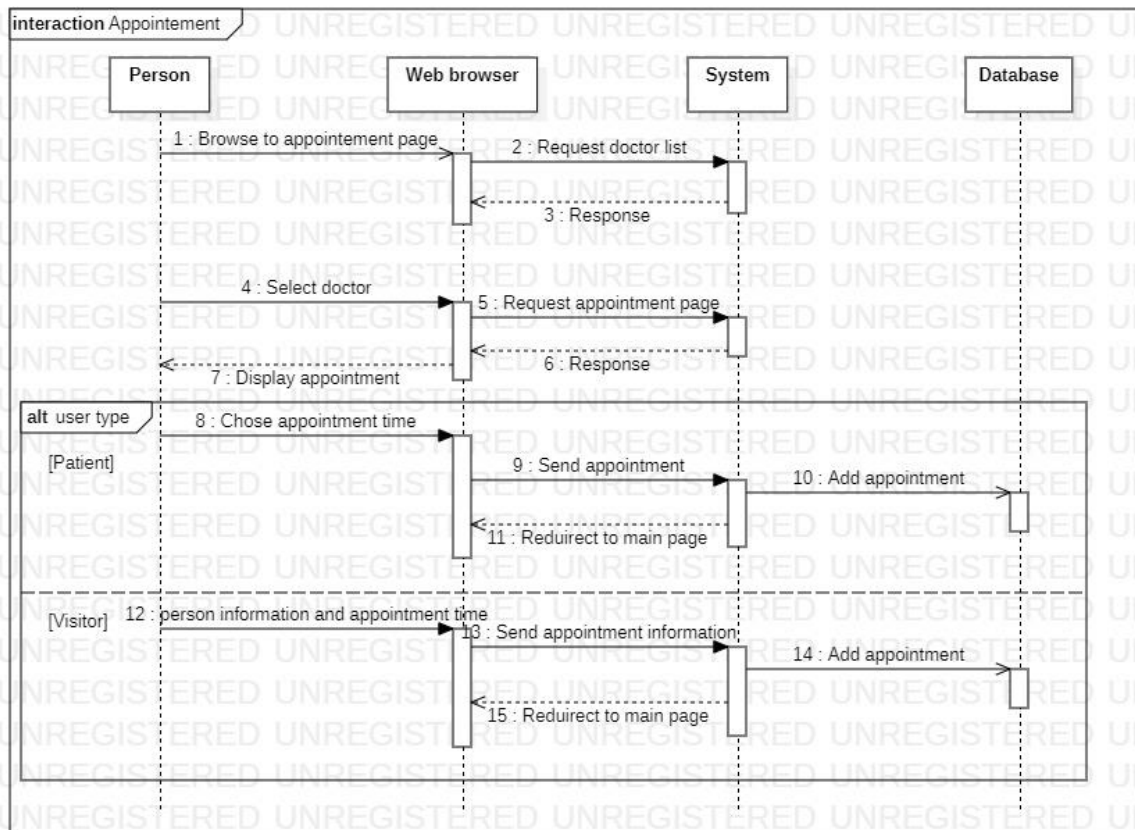 interaction Appointement
Person
Web browser
System
Database
1 : Browse to appointement page
2 : Request doctor list
3 : Response
4 : Select doctor
5 : Request appointment page
6 : Response
7 : Display appointment
alt user type
8 : Chose appointment time
[Patient]
9 : Send appointment
10 : Add appointment
11 : Reduirect to main page
[Visitor]
12 : person information and appointment time
13 : Send appointment information
14 : Add appointment
15 : Reduirect to main page
UNREGISTERED